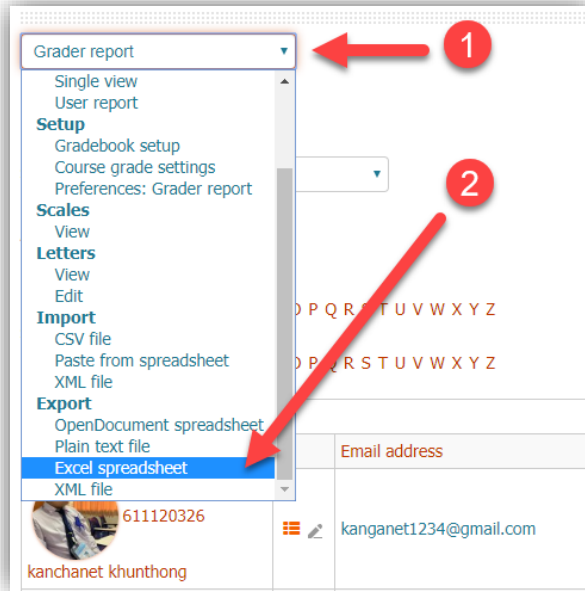 Grader report
1
Single view
User report
Setup
Gradebook setup
Course grade settings
Preferences: Grader report
2
Scales
View
Letters
View
Edit
Import
P Q R S T U V W X Y Z
CSV file
Paste from spreadsheet
P Q R S T U V W X Y Z
XML file
Export
OpenDocument spreadsheet
Plain text file
Email address
Excel spreadsheet
XML file
611120326
kanganet1234@gmail.com
kanchanet khunthong